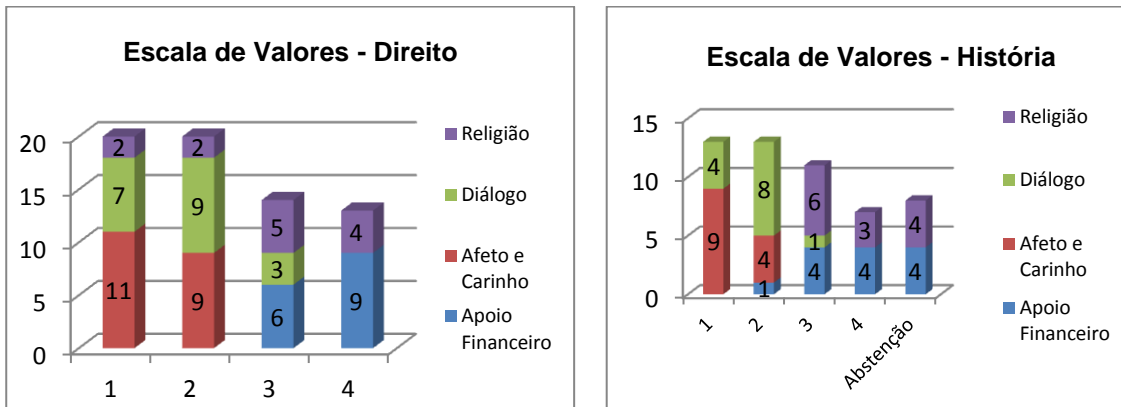 Escala de Valores - Direito
20
15
10
5
0
2
7
11
2
9
9
5
3
6
4
9
1
2
3
4
Religião
Diálogo
Afeto e
Carinho
Apoio
Financeiro
Escala de Valores - História
15
10
5
0
4
9
8
4
1
6
1
4
3
4
4
4
1
2
3
4
Abstenção
Religião
Diálogo
Afeto e
Carinho
Apoio
Financeiro